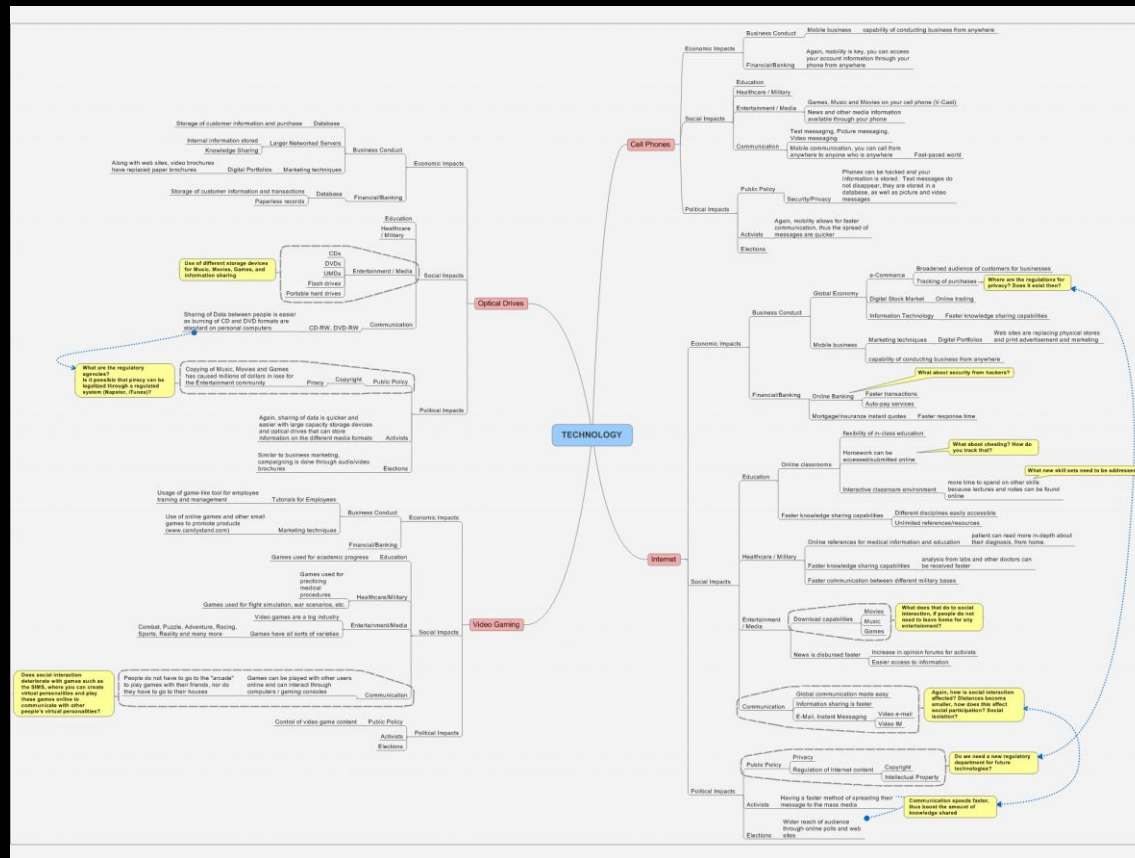 TECHNOLOGY
Cell Phones
Economic Impacts
Business Conduct
Mobile business
capability of conducting business from anywhere
Financial/Banking
Again, mobility is key, you can access
your account information through your
phone from anywhere
Social Impacts
Education
Healthcare / Military
Entertainment / Media
Games, Music and Movies on your cell phone (V-Cast)
News and other media information
available through your phone
Communication
Text messaging, Picture messaging,
Video messaging
Mobile communication, you can call from
anywhere to anyone who is anywhere
Fast-paced world
Political Impacts
Public Policy
Security/Privacy
Phones can be hacked and your
information is stored: Text messages do
not disappear, they are stored in a
database, as well as picture and video
messages
Activists
Again, mobility allows for faster
communication, thus the spread of
messages are quicker
Elections
Internet
Economic Impacts
Business Conduct
Global Economy
e-Commerce
Broadened audience of customers for businesses
Tracking of purchases
Where are the regulations for
privacy? Does it exist then?
Digital Stock Market
Online trading
Information Technology
Faster knowledge sharing capabilities
Mobile business
Marketing techniques
Digital Portfolios
Web sites are replacing physical stores
and print advertisement and marketing
capability of conducting business from anywhere
Financial/Banking
Online Banking
What about security from hackers?
Faster transactions
Auto-pay services
Mortgage/Insurance instant quotes
Faster response time
Social Impacts
Education
Online classrooms
flexibility of in-class education
Homework can be
accessed/submitted online
What about cheating? How do
you track that?
Interactive classroom environment
more time to spend on other skills
because lectures and notes can be found
online
What new skill sets need to be addressed
Faster knowledge sharing capabilities
Different disciplines easily accessible
Unlimited references/resources
Healthcare / Military
Online references for medical information and education
patient can read more in-depth about
their diagnosis, from home.
Faster knowledge sharing capabilities
analysis from labs and other doctors can
be received faster
Faster communication between different military bases
Entertainment
/ Media
Download capabilities
Movies
Music
Games
What does that do to social
interaction, if people do not
need to leave home for any
entertainment?
News is disbursed faster
Increase in opinion forums for activists
Easier access to information
Communication
Global communication made easy
Information sharing is faster
E-Mail, Instant Messaging
Video e-mail
Video IM
Again, how is social interaction
affected? Distances become
smaller, how does this affect
social participation? Social
isolation?
Political Impacts
Public Policy
Privacy
Regulation of Internet content
Copyright
Intellectual Property
Do we need a new regulatory
department for future
technologies?
Activists
Having a faster method of spreading their
message to the mass media
Communication speeds faster,
thus boost the amount of
knowledge shared
Elections
Wider reach of audience
through online polls and web
sites
Optical Drives
Economic Impacts
Business Conduct
Database
Storage of customer information and purchase
Larger Networked Servers
Internal information stored
Knowledge Sharing
Marketing techniques
Digital Portfolios
Along with web sites, video brochures
have replaced paper brochures
Financial/Banking
Database
Storage of customer information and transactions
Paperless records
Social Impacts
Education
Healthcare
/ Military
Entertainment / Media
CDs
DVDs
UMDs
Flash drives
Portable hard drives
Use of different storage devices
for Music, Movies, Games, and
Information sharing
Communication
CD-RW, DVD-RW
Sharing of Data between people is easier
as burning of CD and DVD formats are
standard on personal computers
Political Impacts
Public Policy
Copyright
Piracy
Copying of Music, Movies and Games
has caused millions of dollars in loss for
the Entertainment community
What are the regulatory
agencies?
Is it possible that piracy can be
legalized through a regulated
system (Napster, iTunes)?
Activists
Again, sharing of data is quicker and
easier with large capacity storage devices
and optical drives that can store
information on the different media formats
Elections
Similar to business marketing,
campaigning is done through audio/video
brochures
Video Gaming
Economic Impacts
Business Conduct
Tutorials for Employees
Usage of game-like tool for employee
training and management
Marketing techniques
Use of online games and other small
games to promote products
(www.candystand.com)
Financial/Banking
Social Impacts
Education
Games used for academic progress
Healthcare/Military
Games used for
practicing
medical
procedures
Games used for flight simulation, war scenarios, etc.
Entertainment/Media
Video games are a big industry
Games have all sorts of varieties
Combat, Puzzle, Adventure, Racing,
Sports, Reality and many more
Communication
Games can be played with other users
online and can interact through
computers / gaming consoles
People do not have to go to the "arcade"
to play games with their friends, nor do
they have to go to their houses
Does social interaction
deteriorate with games such as
the SIMS, where you can create
virtual personalities and play
these games online to
communicate with other
people's virtual personalities?
Political Impacts
Public Policy
Control of video game content
Activists
Elections